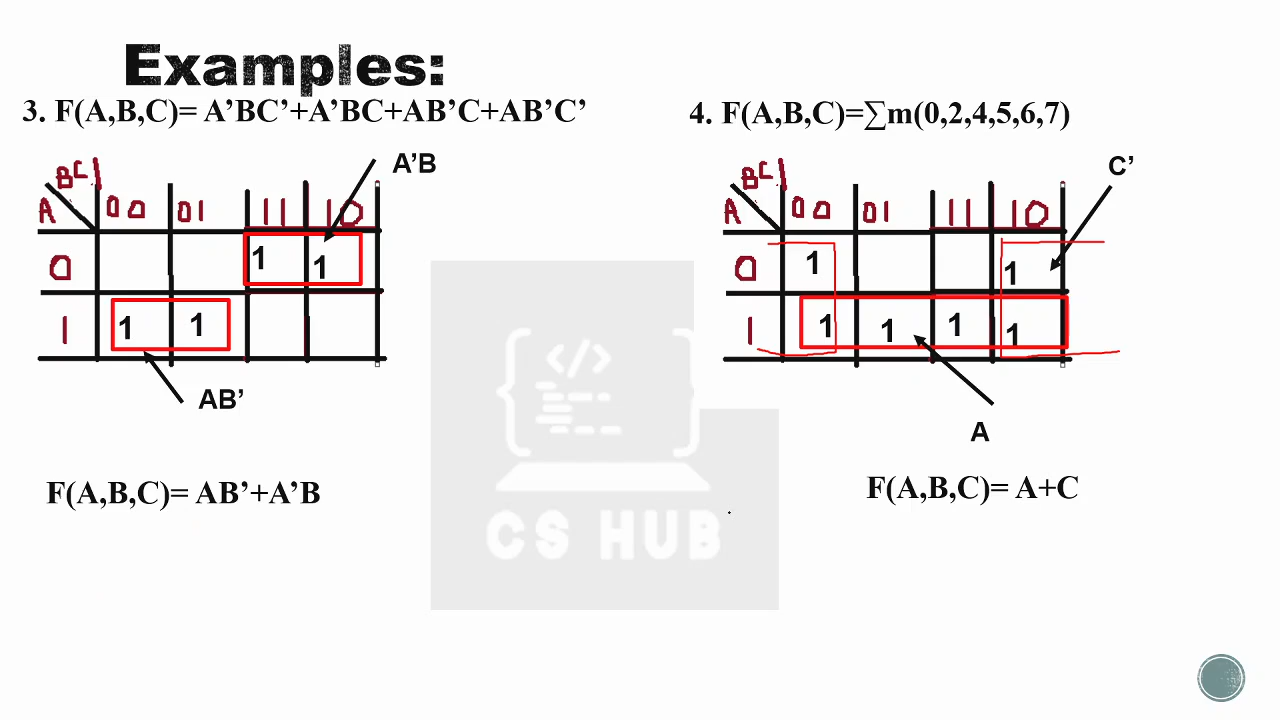 Examples:
3. F(A,B,C)= A’BC’+A’BC+AB’C+AB’C’
BC
A
00 01 11 10
A’B
0 1 1
1 1 1
AB’
F(A,B,C)= AB’+A’B
4. F(A,B,C)=∑m(0,2,4,5,6,7)
BC
A
00 01 11 10
C’
0 1 1
1 1 1 1 1
A
F(A,B,C)= A+C
{</>}
CS HUB